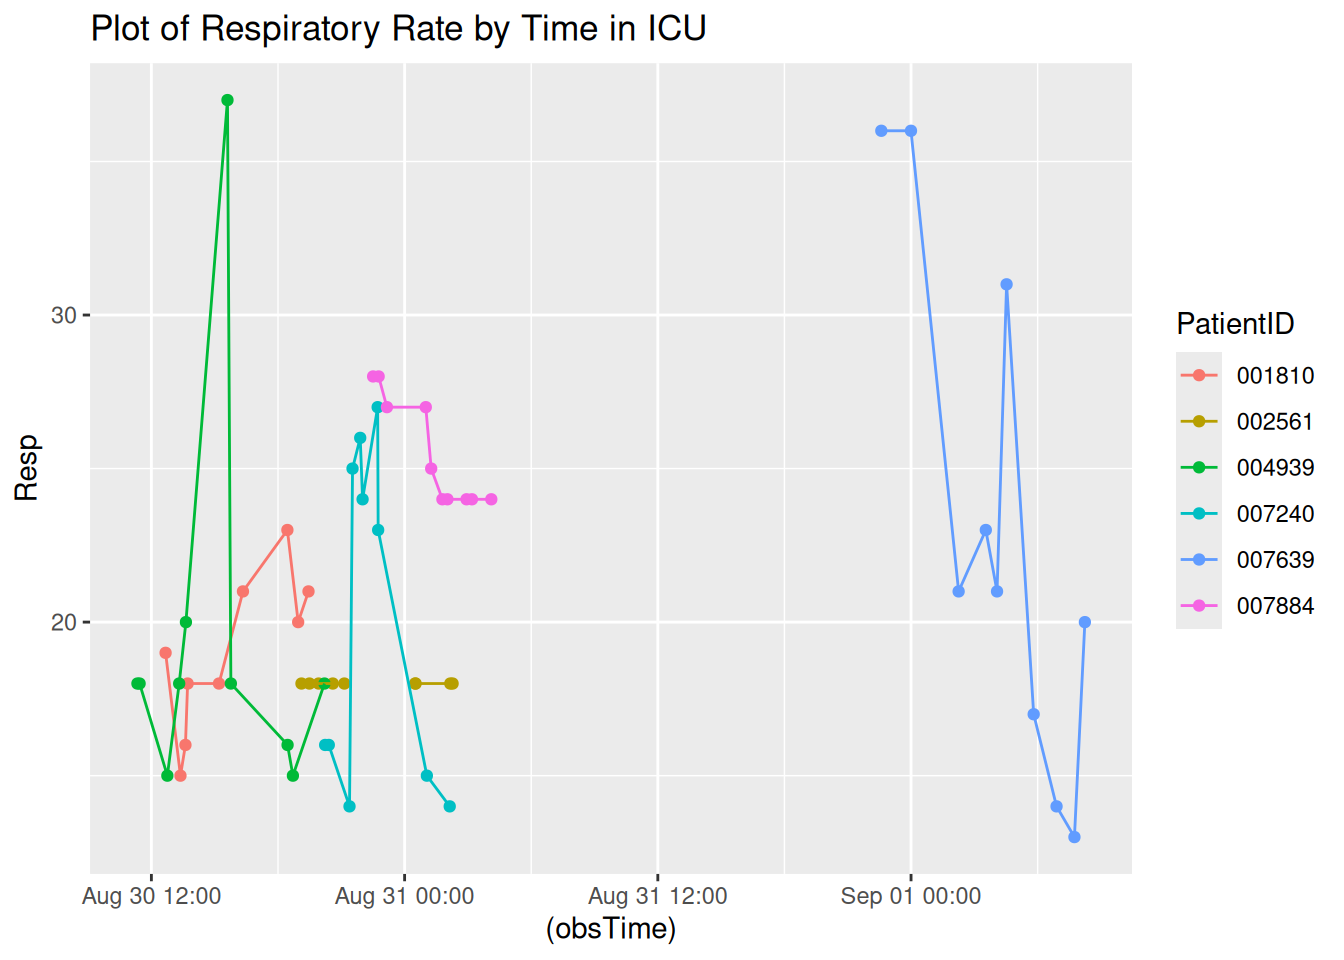 Plot of Respiratory Rate by Time in ICU
Resp
30
20
Aug 30 12:00
Aug 31 00:00
Aug 31 12:00
Sep 01 00:00
(obsTime)
PatientID
001810
002561
004939
007240
007639
007884